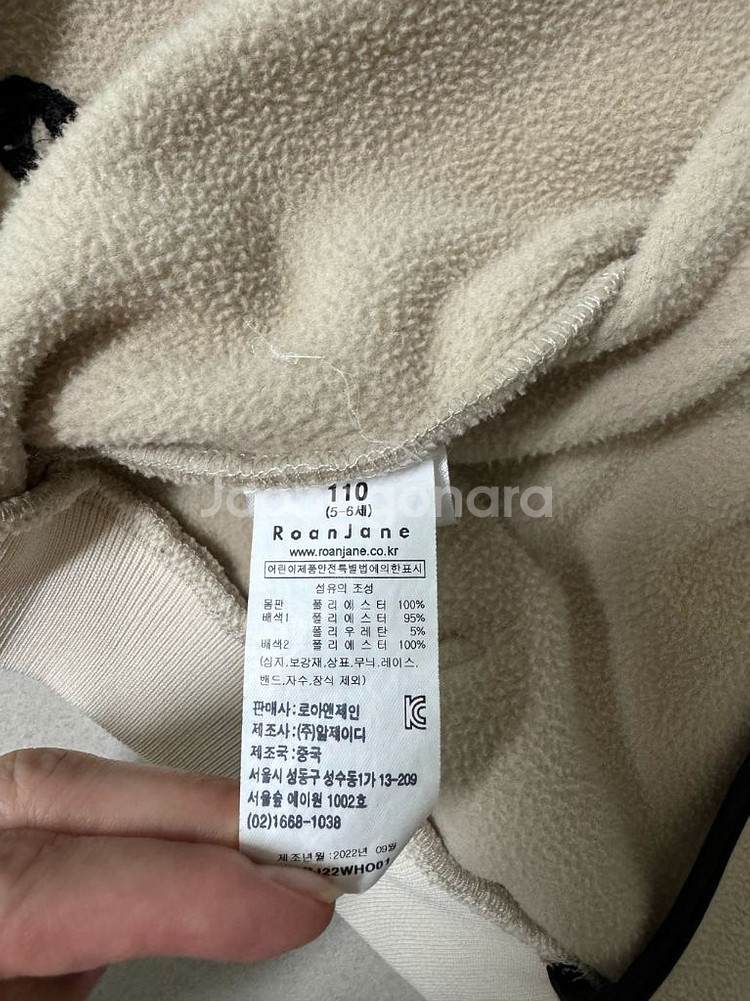 110
(5-6세)
RoanJane
www.roanjane.co.kr
어린이제품안전특별법에의한표시
섬유의 조성
몸판 폴리에스터 100%
배색1 폴리에스터 95%
폴리우레탄 5%
배색2 폴리에스터 100%
(심지,보강재,상표,무늬,레이스,
밴드,자수,장식 제외)
판매사:로아앤제인
제조사:(주)알제이디
제조국:중국
서울시 성동구 성수동1가 13-209
서울숲 에이원 1002호
(02)1668-1038
제조년월:2022년 09월
J22WHO01